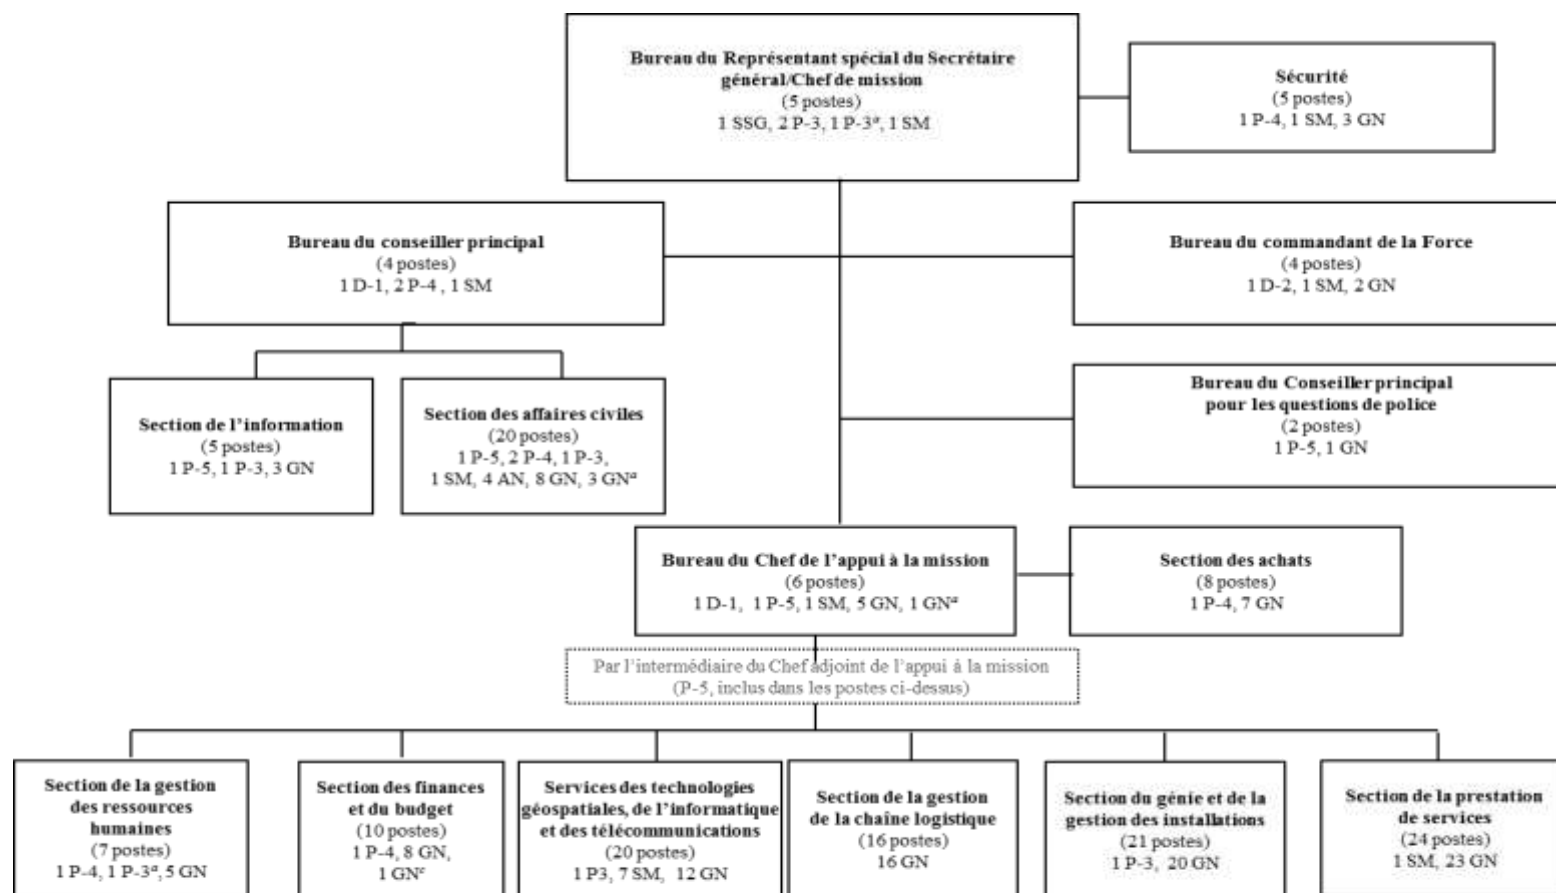 Bureau du Représentant spécial du Secrétaire
général/Chef de mission
(5 postes)
1 SSG, 2 P-3, 1 P-3ᵃ, 1 SM
Sécurité
(5 postes)
1 P-4, 1 SM, 3 GN
Bureau du conseiller principal
(4 postes)
1 D-1, 2 P-4 , 1 SM
Bureau du commandant de la Force
(4 postes)
1 D-2, 1 SM, 2 GN
Section de l’information
(5 postes)
1 P-5, 1 P-3, 3 GN
Section des affaires civiles
(20 postes)
1 P-5, 2 P-4, 1 P-3,
1 SM, 4 AN, 8 GN, 3 GNᵃ
Bureau du Conseiller principal
pour les questions de police
(2 postes)
1 P-5, 1 GN
Bureau du Chef de l’appui à la mission
(6 postes)
1 D-1, 1 P-5, 1 SM, 5 GN, 1 GNᵃ
Section des achats
(8 postes)
1 P-4, 7 GN
Par l’intermédiaire du Chef adjoint de l’appui à la mission
(P-5, inclus dans les postes ci-dessus)
Section de la gestion
des ressources
humaines
(7 postes)
1 P-4, 1 P-3ᵃ, 5 GN
Section des finances
et du budget
(10 postes)
1 P-4, 8 GN,
1 GNᶜ
Services des technologies
géospatiales, de l’informatique
et des télécommunications
(20 postes)
1 P3, 7 SM, 12 GN
Section de la gestion
de la chaîne logistique
(16 postes)
16 GN
Section du génie et de la
gestion des installations
(21 postes)
1 P-3, 20 GN
Section de la prestation
de services
(24 postes)
1 SM, 23 GN